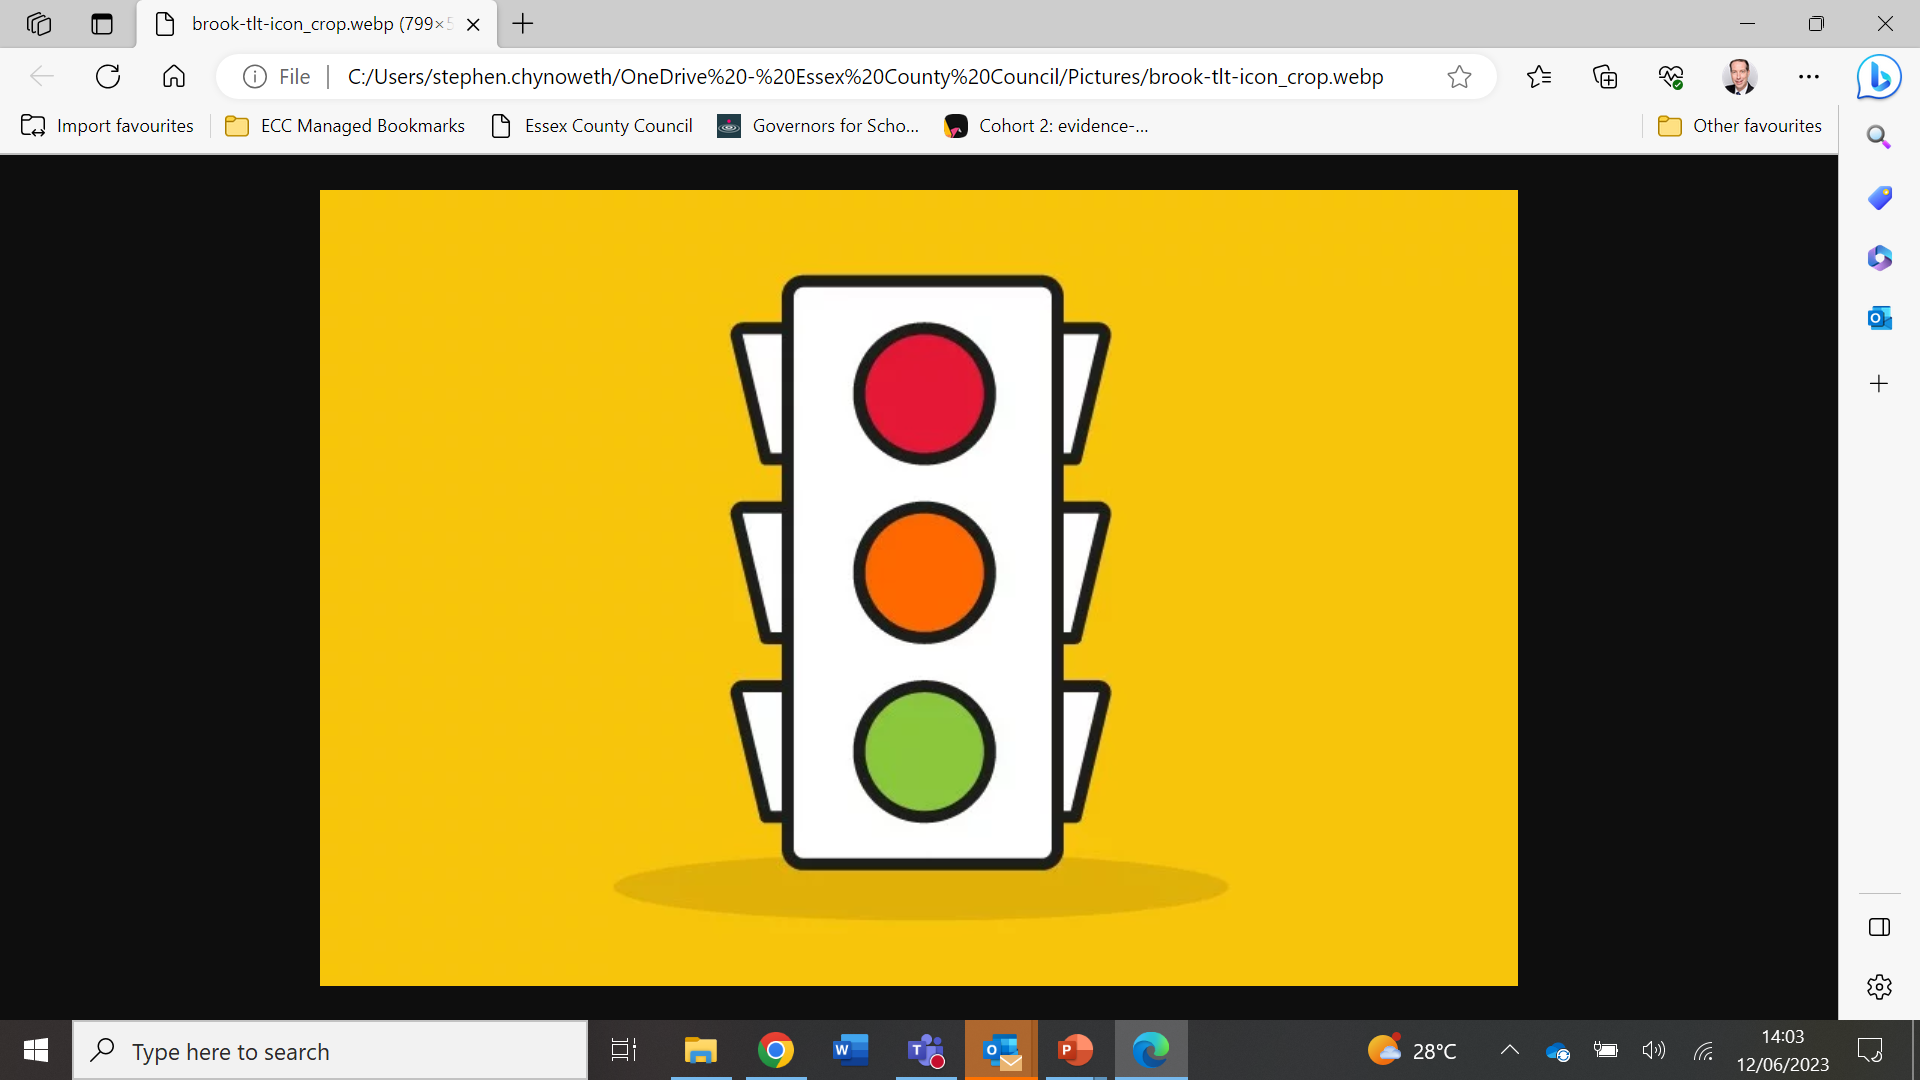 brook-tlt-icon_crop.webp (799×5
File
C:/Users/stephen.chynoweth/OneDrive%20-%20Essex%20County%20Council/Pictures/brook-tlt-icon_crop.webp
Import favourites
ECC Managed Bookmarks
Essex County Council
Governors for Scho...
Cohort 2: evidence-...
Other favourites
Type here to search
28°C
14:03
12/06/2023